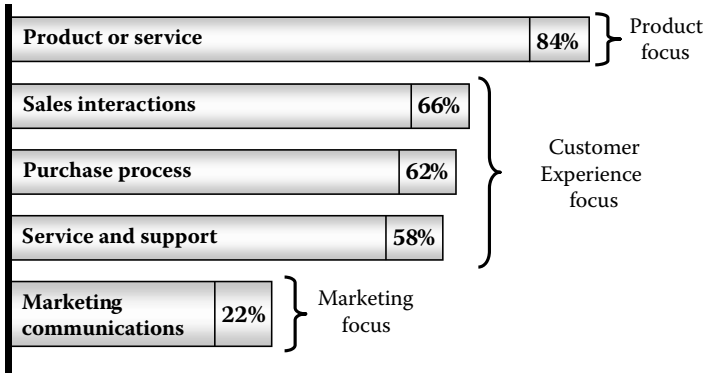 Product or service
84%
Product
focus
Sales interactions
66%
Purchase process
62%
Service and support
58%
Customer
Experience
focus
Marketing
communications
22%
Marketing
focus